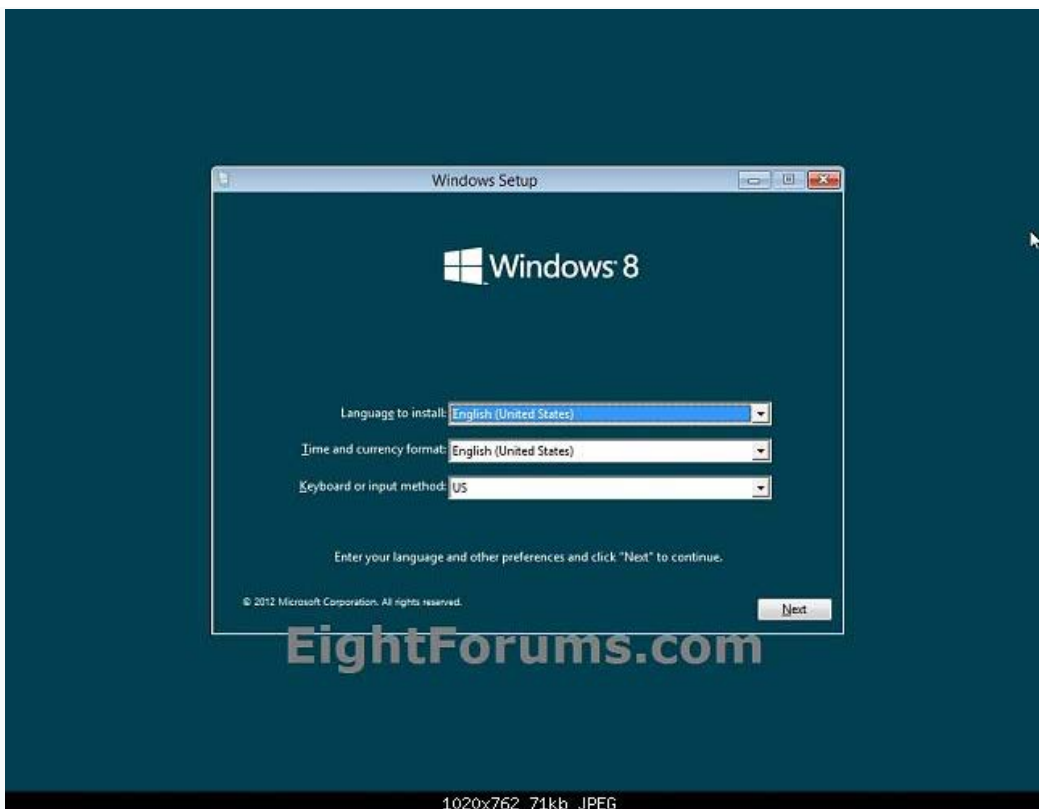 Windows Setup
Windows 8
Language to install: English (United States)
Time and currency format: English (United States)
Keyboard or input method: US
Enter your language and other preferences and click "Next" to continue.
© 2012 Microsoft Corporation. All rights reserved.
Next
EightForums.com
1020x762 71kb JPEG